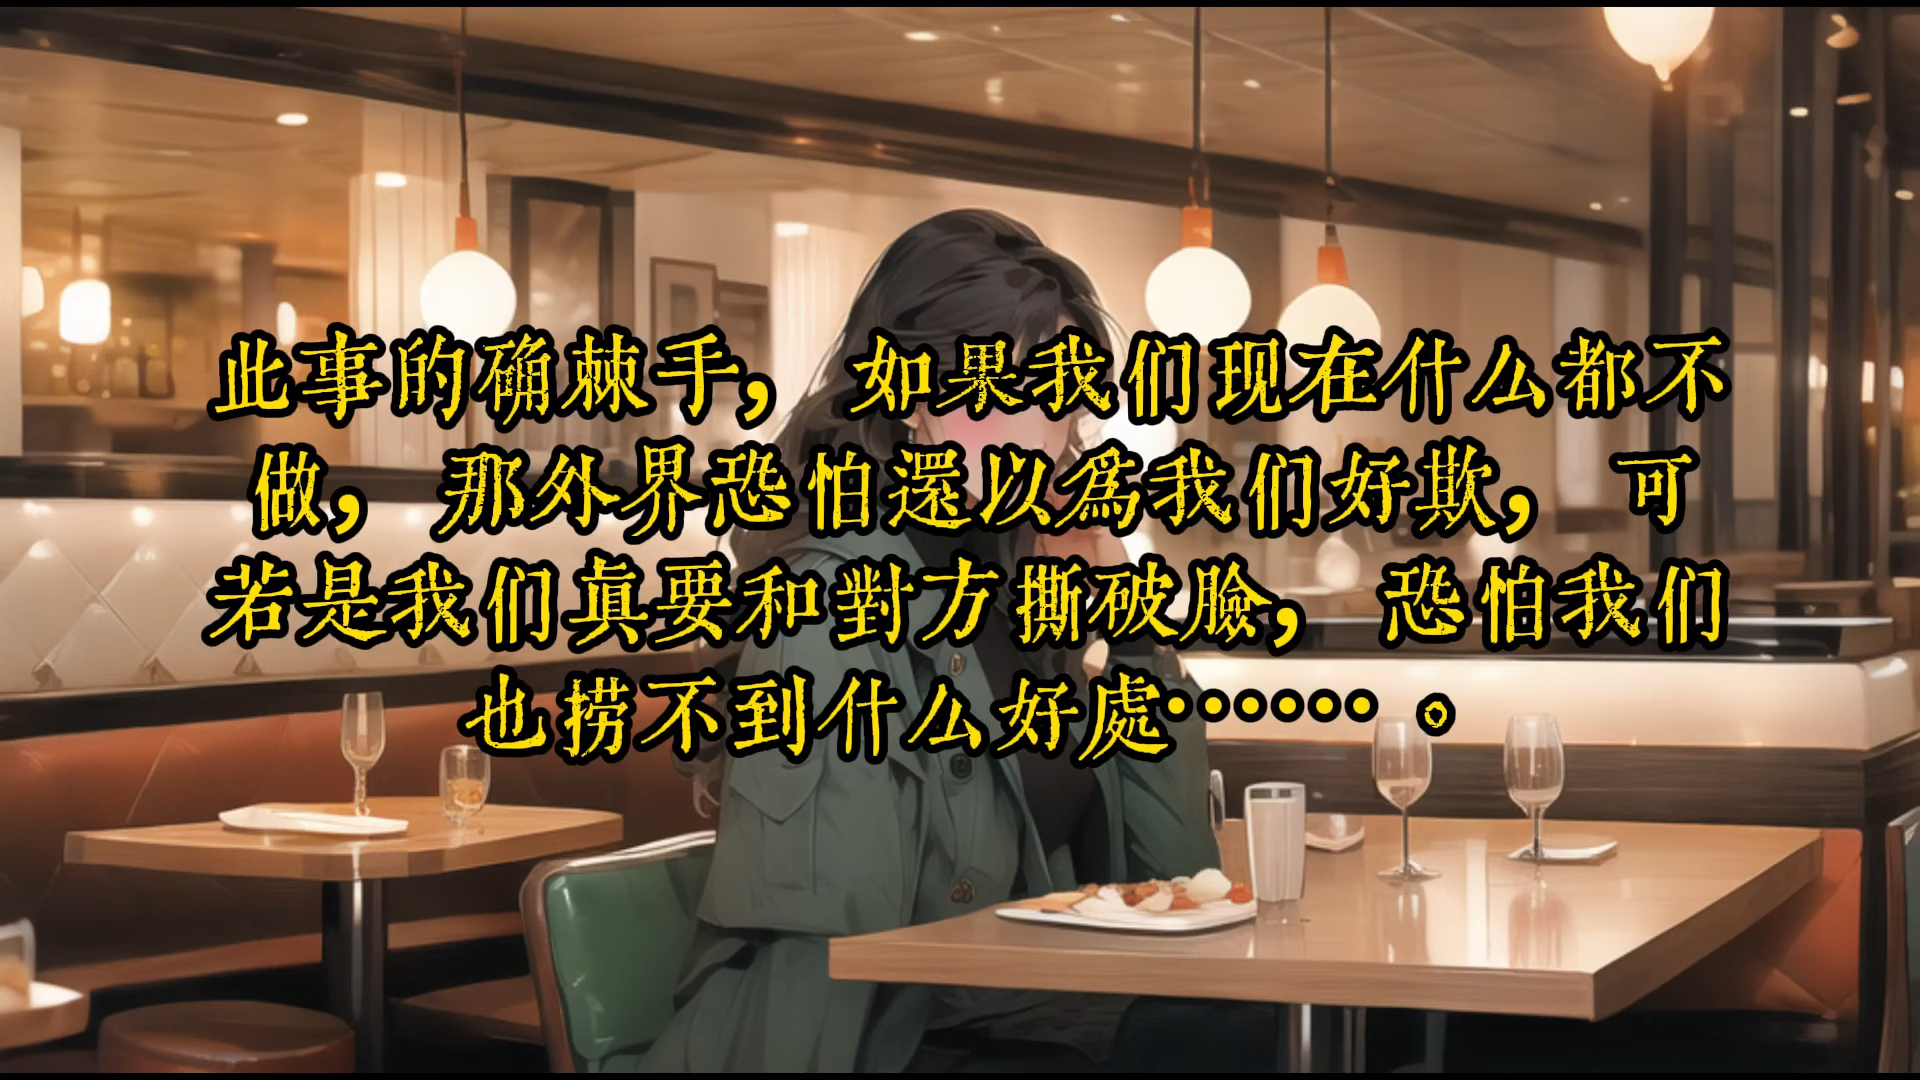 此事的确棘手，如果我们现在什么都不
做，那外界恐怕還以爲我们好欺，可
若是我们真要和對方撕破臉，恐怕我们
也捞不到什么好處……。